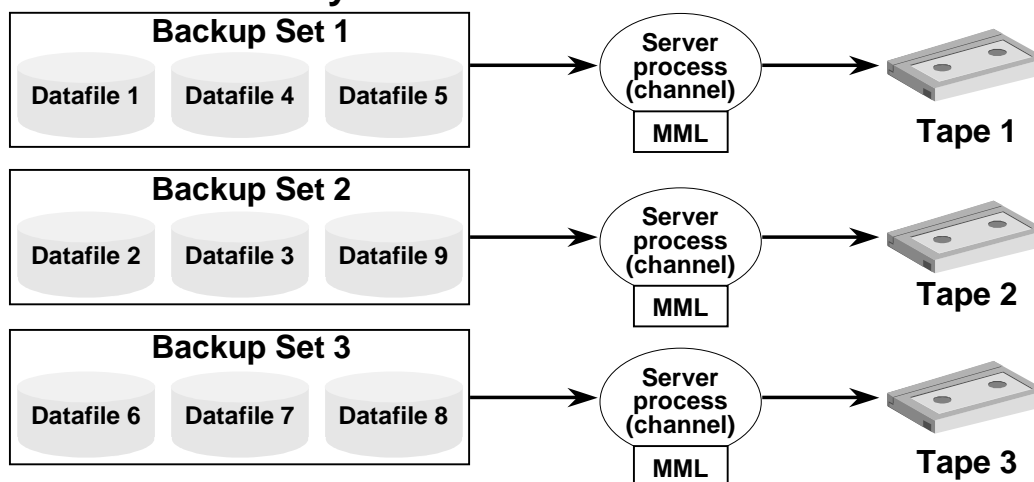 Backup Set 1
Datafile 1
Datafile 4
Datafile 5
Server
process
(channel)
MML
Tape 1
Backup Set 2
Datafile 2
Datafile 3
Datafile 9
Server
process
(channel)
MML
Tape 2
Backup Set 3
Datafile 6
Datafile 7
Datafile 8
Server
process
(channel)
MML
Tape 3